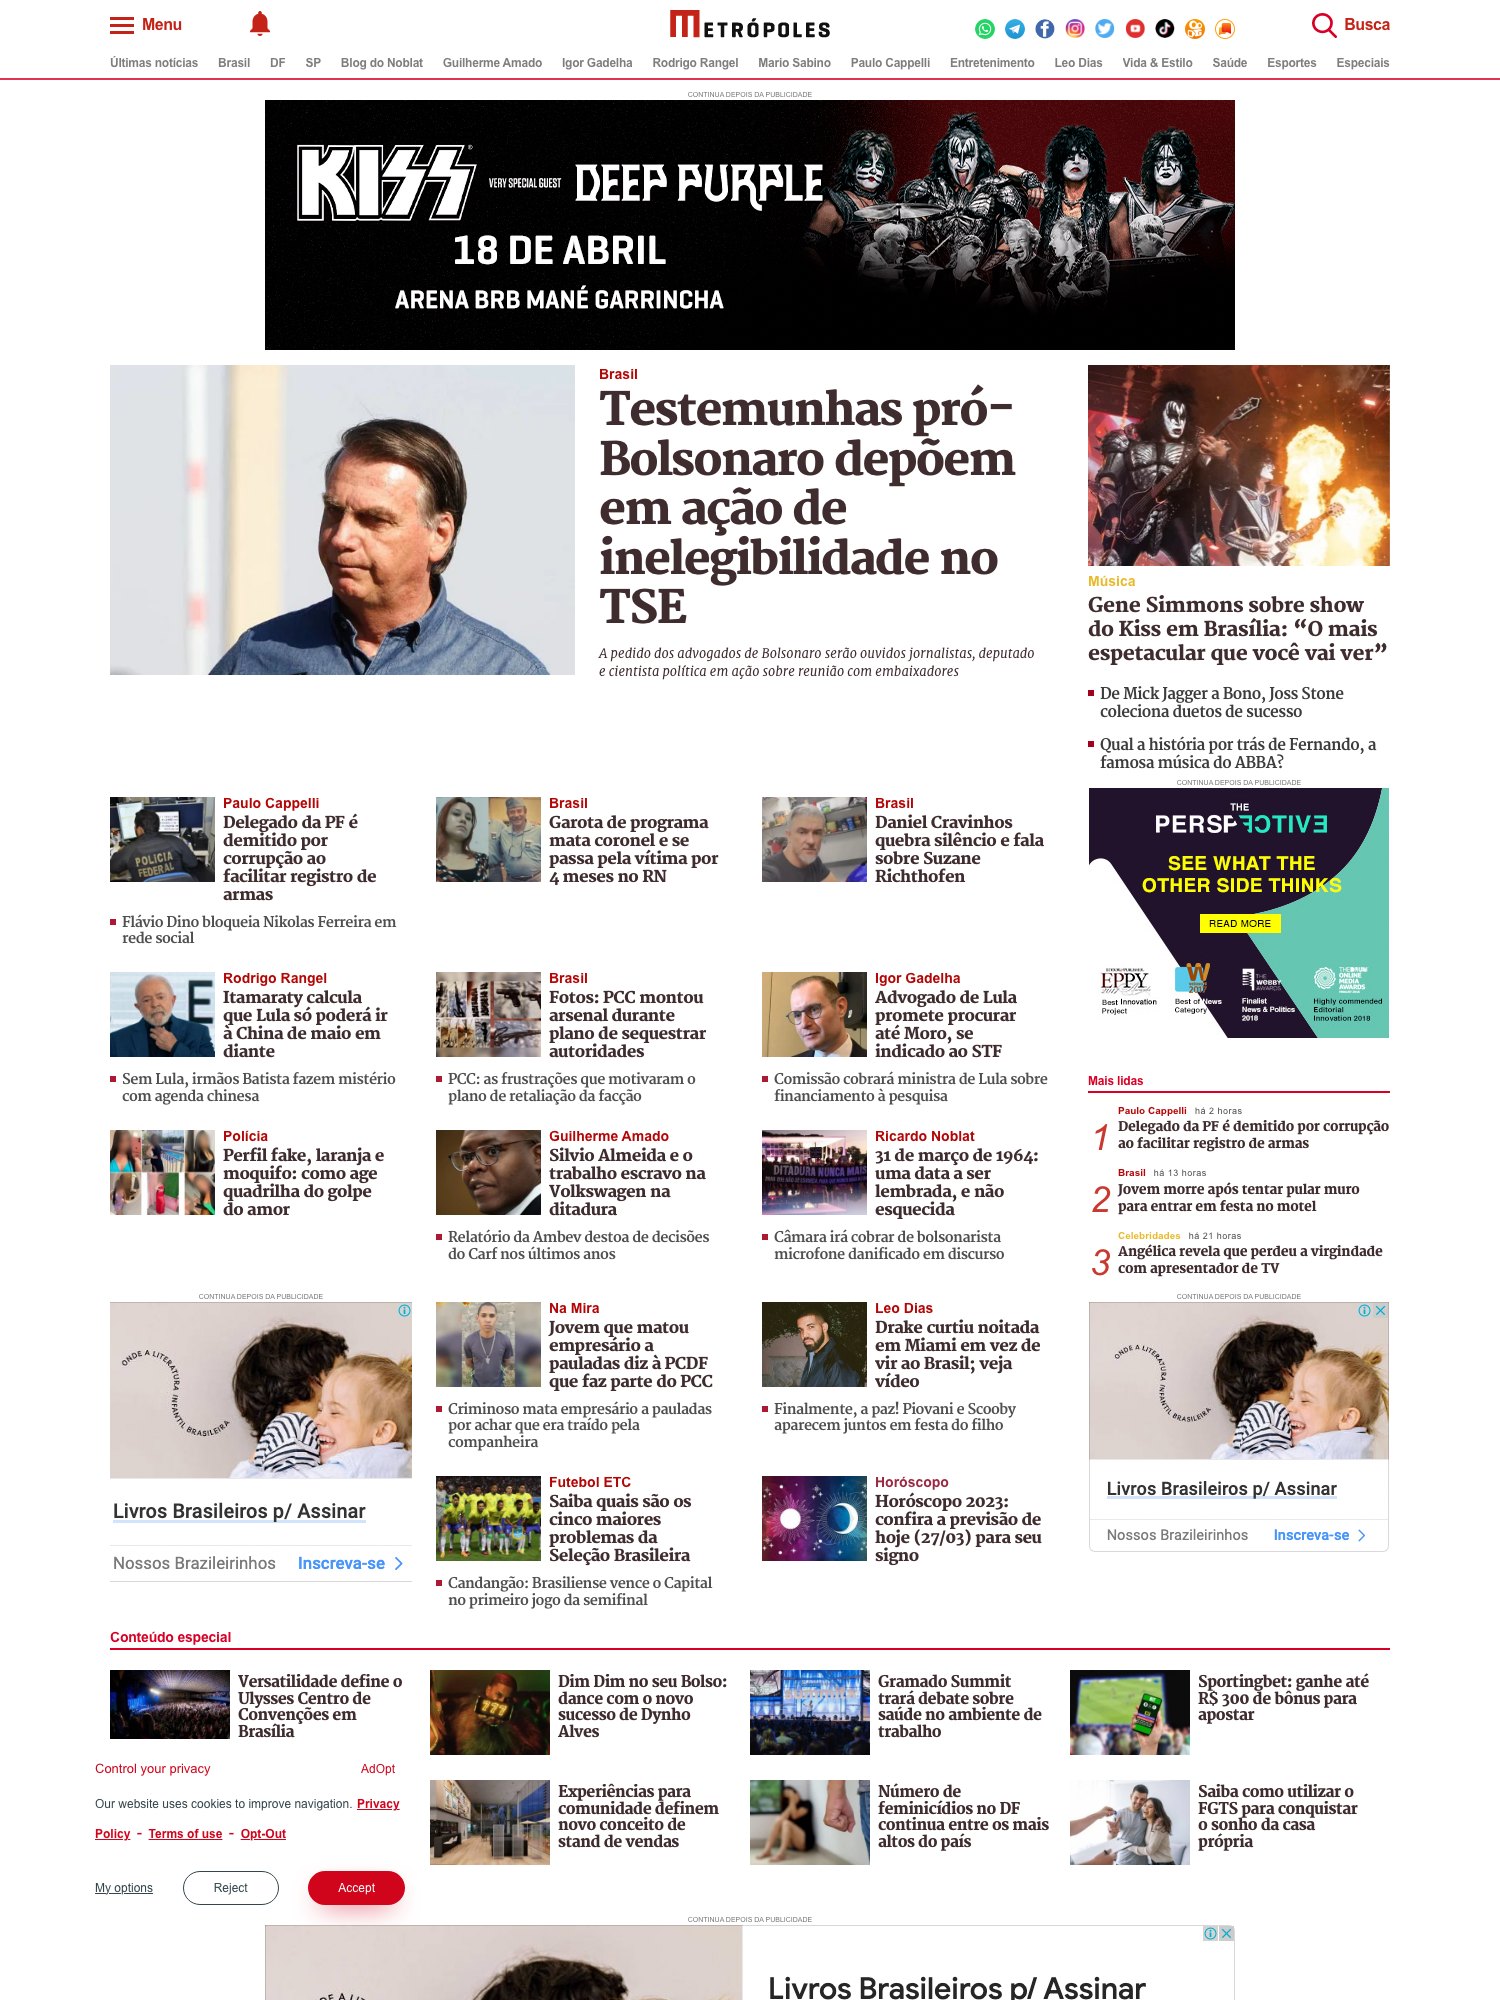 Menu
METRÓPOLES
Busca
Últimas notícias Brasil DF SP Blog do Noblat Guilherme Amado Igor Gadelha Rodrigo Rangel Mario Sabino Paulo Cappelli Entretenimento Leo Dias Vida & Estilo Saúde Esportes Especiais
CONTINUA DEPOIS DA PUBLICIDADE
KISS
VERY SPECIAL GUEST DEEP PURPLE
18 DE ABRIL
ARENA BRB MANÉ GARRINCHA
Brasil
Testemunhas pró-
Bolsonaro depõem
em ação de
inelegibilidade no
TSE
A pedido dos advogados de Bolsonaro serão ouvidos jornalistas, deputado
e cientista política em ação sobre reunião com embaixadores
Música
Gene Simmons sobre show
do Kiss em Brasília: “O mais
espetacular que você vai ver”
De Mick Jagger a Bono, Joss Stone
coleciona duetos de sucesso
Qual a história por trás de Fernando, a
famosa música do ABBA?
POLICIA
FEDERAL
Paulo Cappelli
Delegado da PF é
demitido por
corrupção ao
facilitar registro de
armas
Flávio Dino bloqueia Nikolas Ferreira em
rede social
Brasil
Garota de programa
mata coronel e se
passa pela vítima por
4 meses no RN
Brasil
Daniel Cravinhos
quebra silêncio e fala
sobre Suzane
Richthofen
CONTINUA DEPOIS DA PUBLICIDADE
THE
PERSPECTIVE
SEE WHAT THE
OTHER SIDE THINKS
READ MORE
EPPY
2017
Best Innovation
Project
W
2017
Best of News
Category
THE
WEBBY
AWARDS
Finalist
News & Politics
2018
THE DRUM
ONLINE
MEDIA
AWARDS
Highly commended
Editorial
Innovation 2018
Rodrigo Rangel
Itamaraty calcula
que Lula só poderá ir
à China de maio em
diante
Sem Lula, irmãos Batista fazem mistério
com agenda chinesa
Brasil
Fotos: PCC montou
arsenal durante
plano de sequestrar
autoridades
PCC: as frustrações que motivaram o
plano de retaliação da facção
Igor Gadelha
Advogado de Lula
promete procurar
até Moro, se
indicado ao STF
Comissão cobrará ministra de Lula sobre
financiamento à pesquisa
Mais lidas
1
Paulo Cappelli há 2 horas
Delegado da PF é demitido por corrupção
ao facilitar registro de armas
2
Brasil há 13 horas
Jovem morre após tentar pular muro
para entrar em festa no motel
3
Celebridades há 21 horas
Angélica revela que perdeu a virgindade
com apresentador de TV
Polícia
Perfil fake, laranja e
moquifo: como age
quadrilha do golpe
do amor
Guilherme Amado
Silvio Almeida e o
trabalho escravo na
Volkswagen na
ditadura
Relatório da Ambev destoa de decisões
do Carf nos últimos anos
DITADURA NUNCA MAIS
Ricardo Noblat
31 de março de 1964:
uma data a ser
lembrada, e não
esquecida
Câmara irá cobrar de bolsonarista
microfone danificado em discurso
CONTINUA DEPOIS DA PUBLICIDADE
ONDE A LITERATURA INFANTIL BRASILEIRA
Livros Brasileiros p/ Assinar
Nossos Brazileirinhos Inscreva-se
Na Mira
Jovem que matou
empresário a
pauladas diz à PCDF
que faz parte do PCC
Criminoso mata empresário a pauladas
por achar que era traído pela
companheira
Leo Dias
Drake curtiu noitada
em Miami em vez de
vir ao Brasil; veja
vídeo
Finalmente, a paz! Piovani e Scooby
aparecem juntos em festa do filho
CONTINUA DEPOIS DA PUBLICIDADE
ONDE A LITERATURA INFANTIL BRASILEIRA
Livros Brasileiros p/ Assinar
Nossos Brazileirinhos Inscreva-se
Futebol ETC
Saiba quais são os
cinco maiores
problemas da
Seleção Brasileira
Candangão: Brasiliense vence o Capital
no primeiro jogo da semifinal
Horóscopo
Horóscopo 2023:
confira a previsão de
hoje (27/03) para seu
signo
Conteúdo especial
Versatilidade define o
Ulysses Centro de
Convenções em
Brasília
Dim Dim no seu Bolso:
dance com o novo
sucesso de Dynho
Alves
Gramado Summit
trará debate sobre
saúde no ambiente de
trabalho
Sportingbet: ganhe até
R$ 300 de bônus para
apostar
Experiências para
comunidade definem
novo conceito de
stand de vendas
Número de
feminicídios no DF
continua entre os mais
altos do país
Saiba como utilizar o
FGTS para conquistar
o sonho da casa
própria
Control your privacy AdOpt
Our website uses cookies to improve navigation. Privacy
Policy - Terms of use - Opt-Out
My options Reject Accept
CONTINUA DEPOIS DA PUBLICIDADE
Livros Brasileiros p/ Assinar